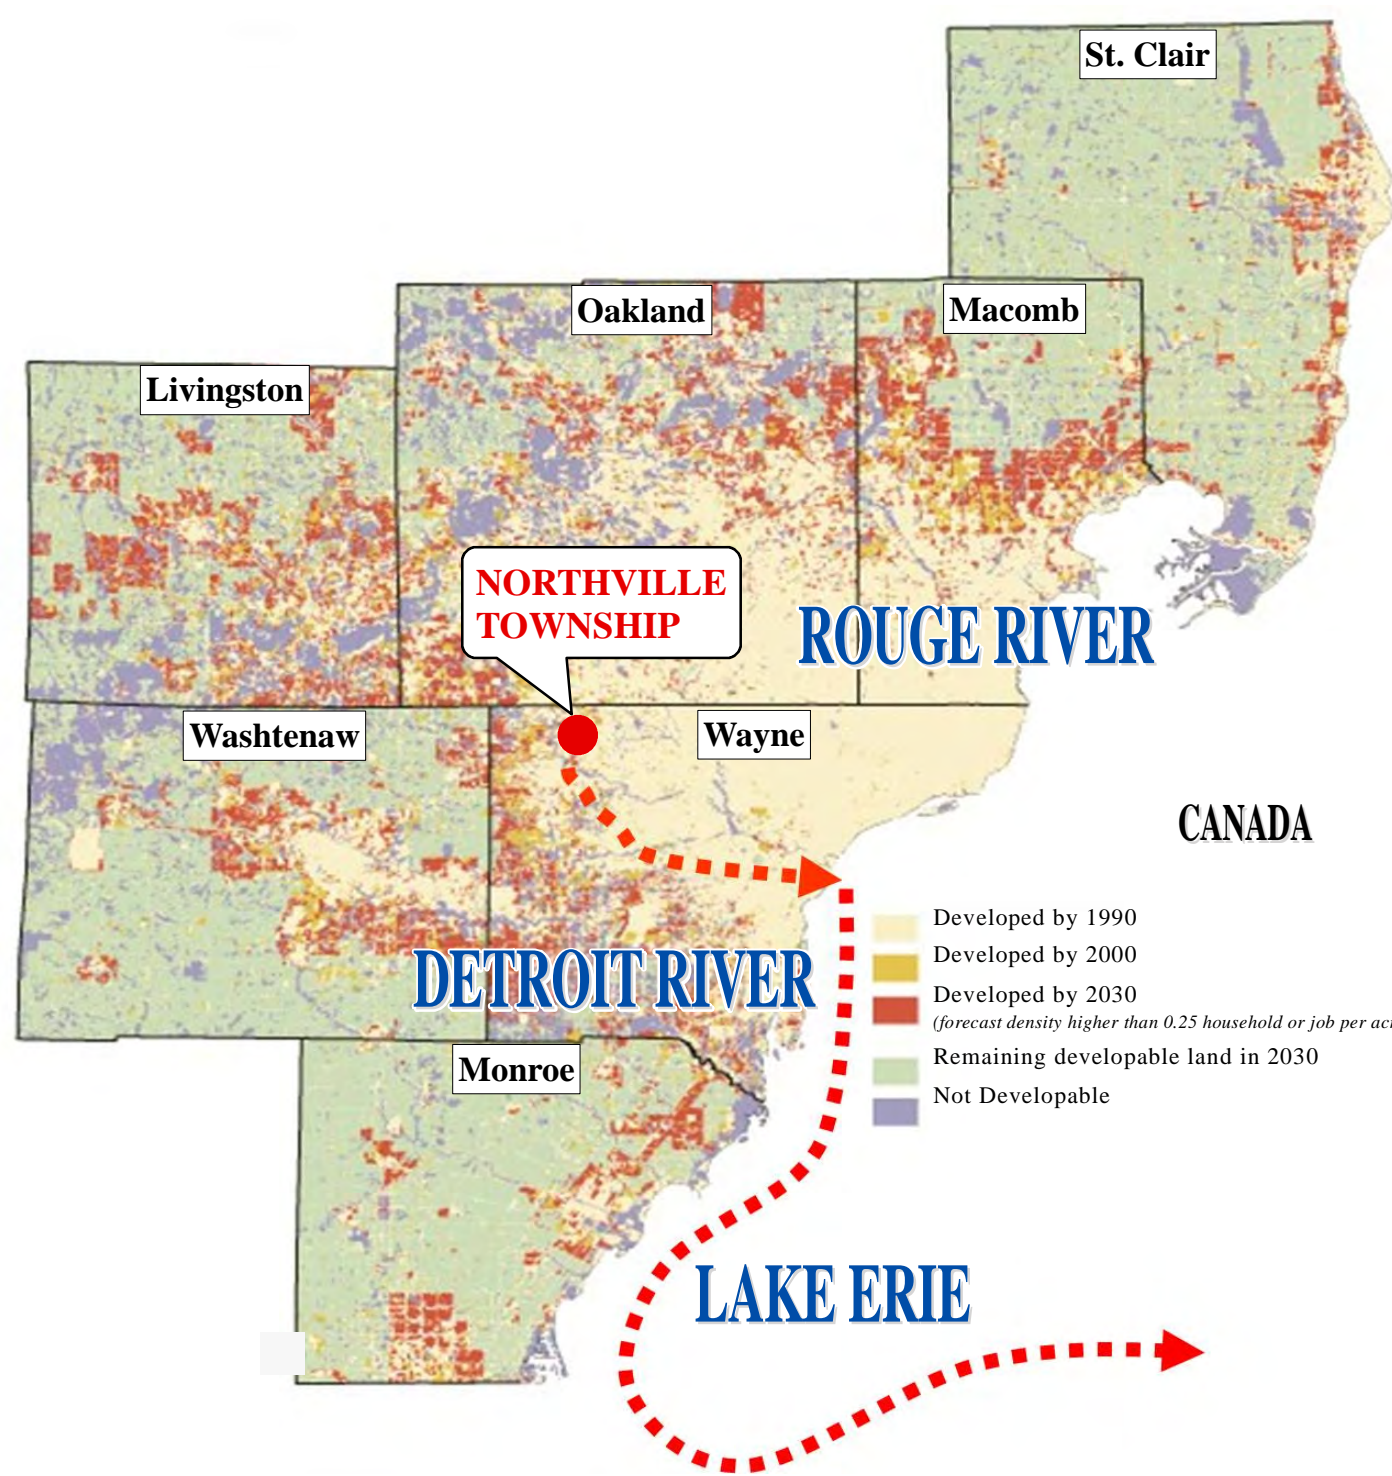 St. Clair
Oakland
Macomb
Livingston
NORTHVILLE
TOWNSHIP
ROUGE RIVER
Washtenaw
Wayne
CANADA
Developed by 1990
Developed by 2000
DETROIT RIVER
Developed by 2030
(forecast density higher than 0.25 household or job per acr
Remaining developable land in 2030
Monroe
Not Developable
LAKE ERIE